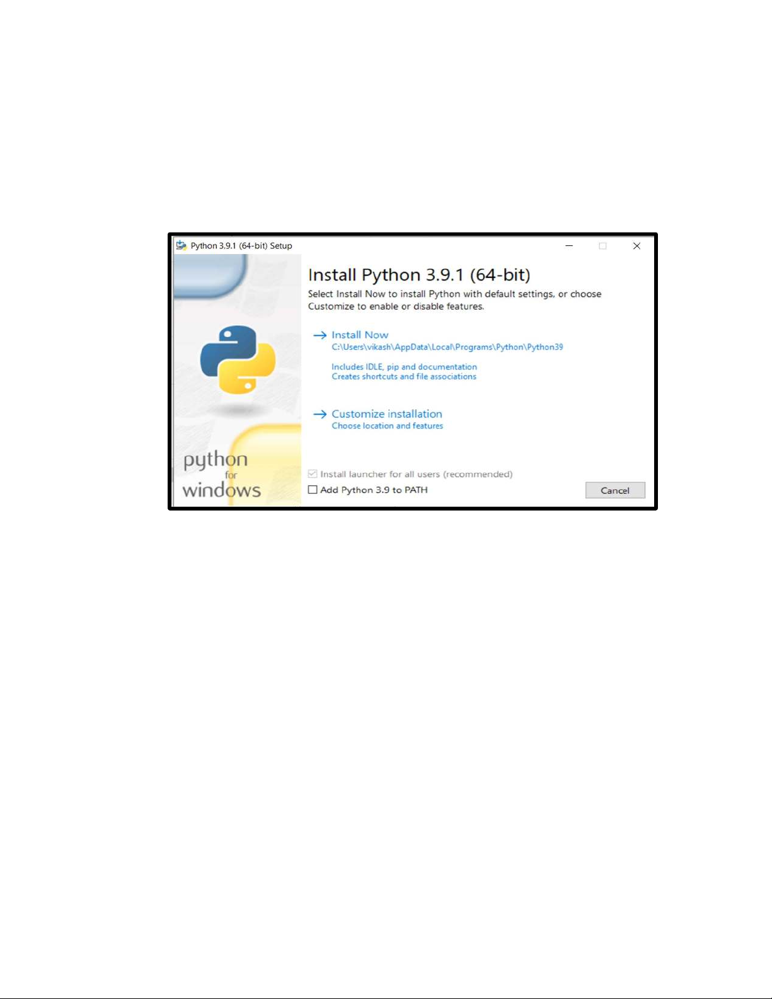 Python 3.9.1 (64-bit) Setup
Install Python 3.9.1 (64-bit)
Select Install Now to install Python with default settings, or choose
Customize to enable or disable features.
Install Now
C:\Users\vikash\AppData\Local\Programs\Python\Python39
Includes IDLE, pip and documentation
Creates shortcuts and file associations
Customize installation
Choose location and features
python
for
windows
Install launcher for all users (recommended)
Add Python 3.9 to PATH
Cancel